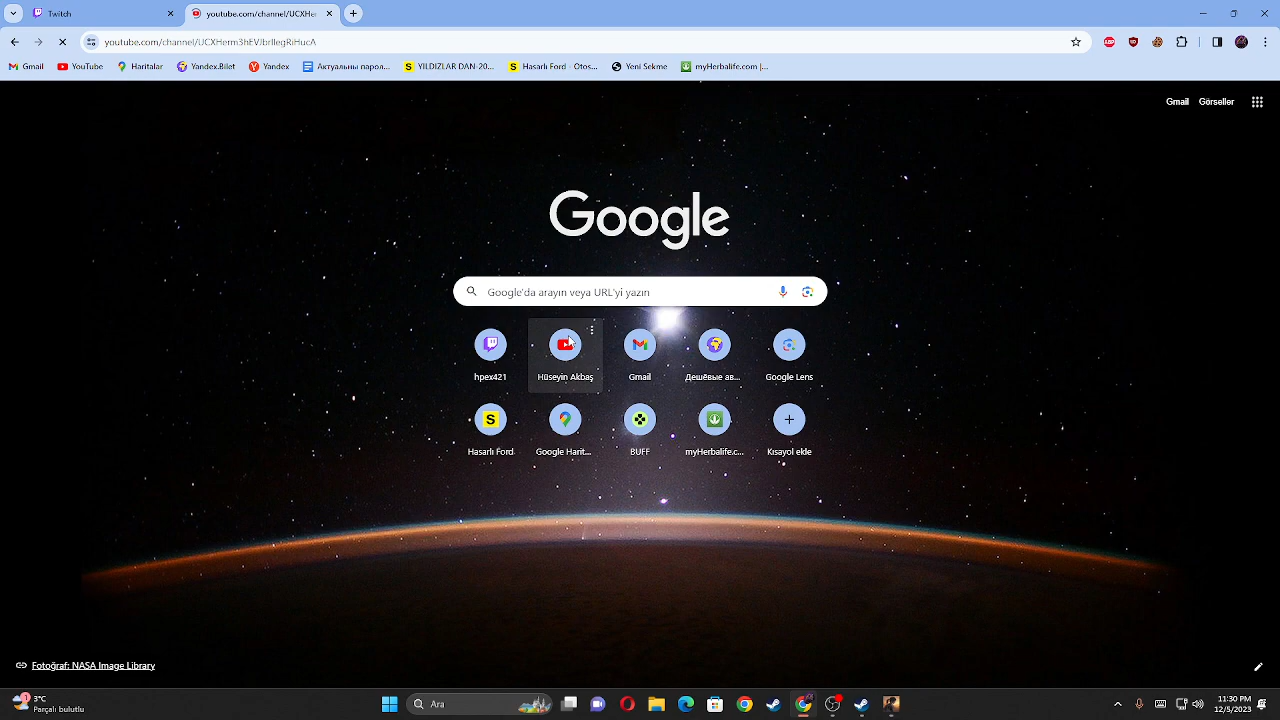 Twitch
youtube.com/channel/UCXHer
youtube.com/channel/UCXHerm3hEVJbrIlegRiHucA
Gmail
YouTube
Haritalar
Yandex.Bilet
Yandex
Актуальны парол...
YILDIZLAR DAN-20...
Hasarlı Ford - Otos...
Yeni Sekme
myHerbalife.com |...
Gmail
Görseller
Google
Google'da arayın veya URL'yi yazın
hpex421
Hüseyin Akbaş
Gmail
Дешёвые ав...
Google Lens
Hasarlı Ford
Google Harit...
BUFF
myHerbalife.c...
Kısayol ekle
Fotoğraf: NASA Image Library
3°C
Parçalı bulutlu
Ara
11:30 PM
12/5/2023